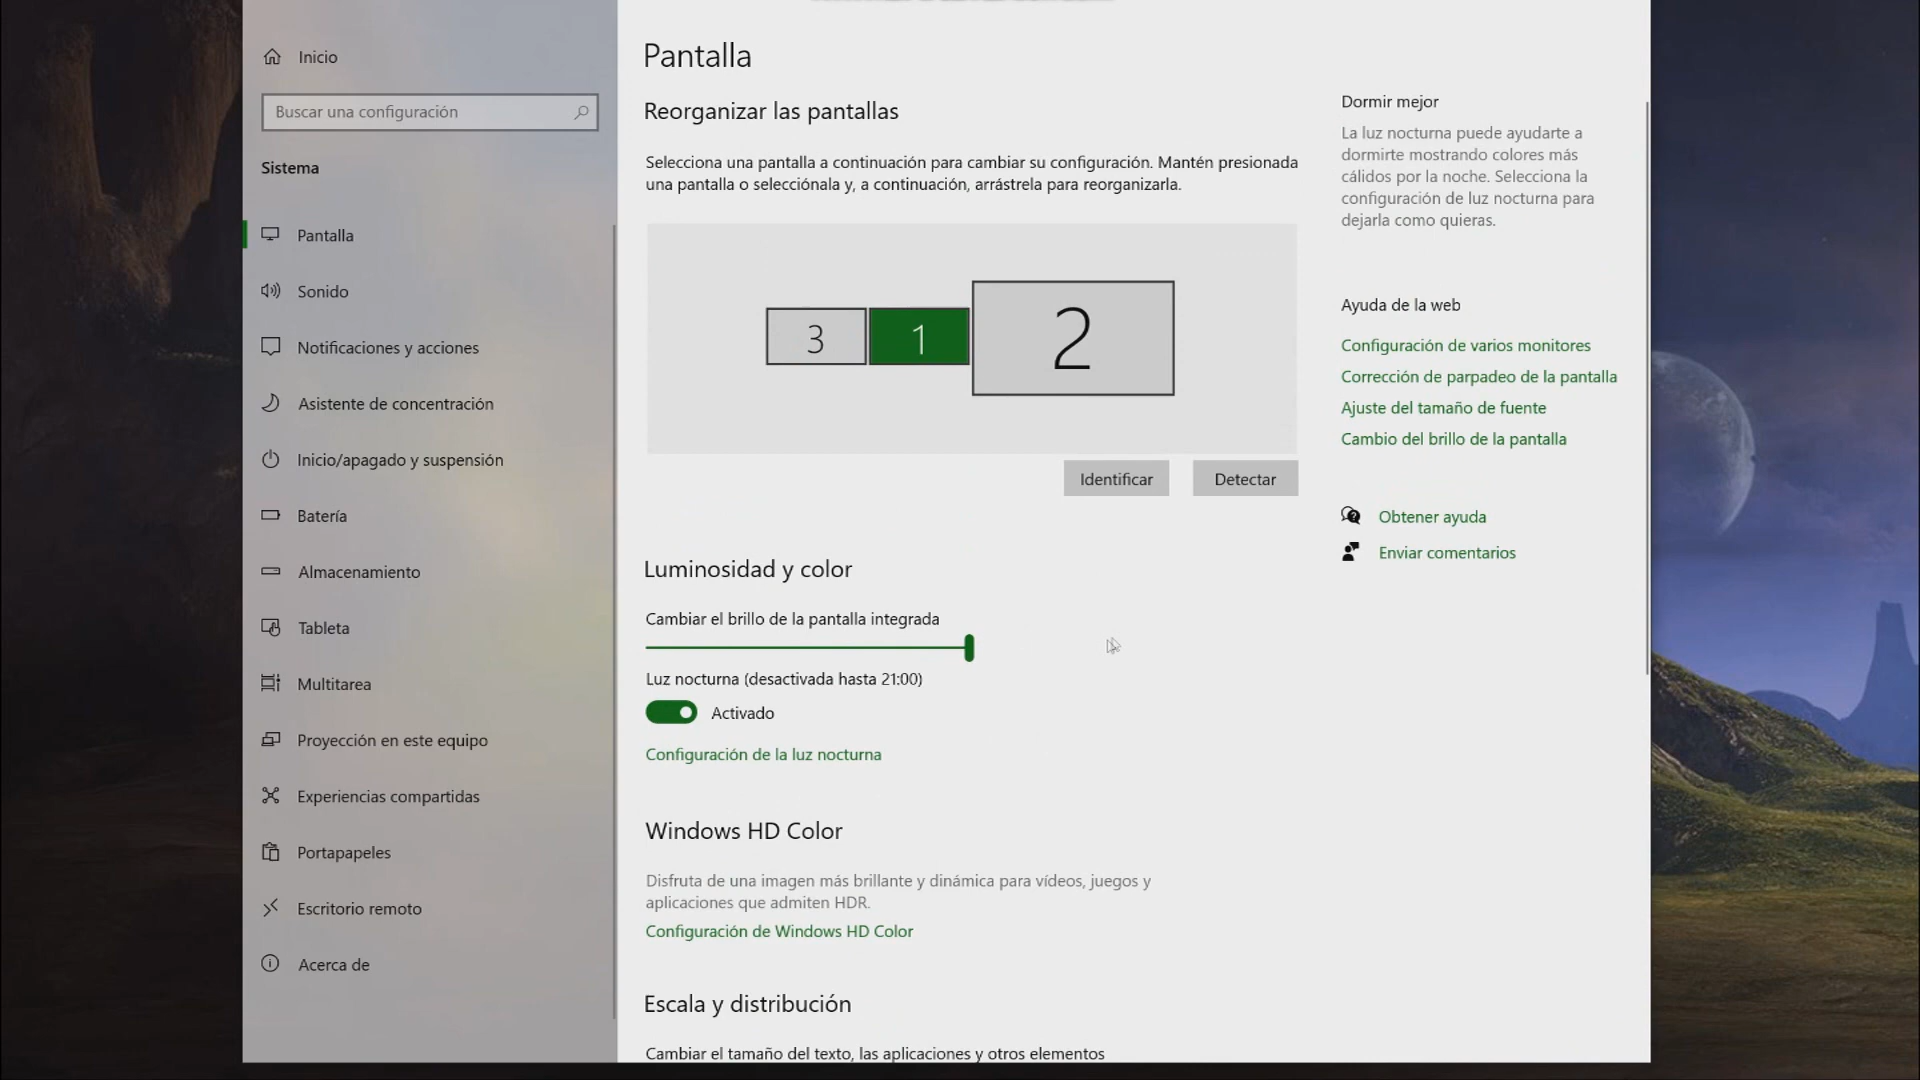 Inicio
Buscar una configuración
Sistema
Pantalla
Sonido
Notificaciones y acciones
Asistente de concentración
Inicio/apagado y suspensión
Batería
Almacenamiento
Tableta
Multitarea
Proyección en este equipo
Experiencias compartidas
Portapapeles
Escritorio remoto
Acerca de
Pantalla
Reorganizar las pantallas
Selecciona una pantalla a continuación para cambiar su configuración. Mantén presionada
una pantalla o selecciónala y, a continuación, arrástrela para reorganizarla.
3
1
2
Identificar
Detectar
Luminosidad y color
Cambiar el brillo de la pantalla integrada
Luz nocturna (desactivada hasta 21:00)
Activado
Configuración de la luz nocturna
Windows HD Color
Disfruta de una imagen más brillante y dinámica para vídeos, juegos y
aplicaciones que admiten HDR.
Configuración de Windows HD Color
Escala y distribución
Cambiar el tamaño del texto, las aplicaciones y otros elementos
Dormir mejor
La luz nocturna puede ayudarte a
dormirte mostrando colores más
cálidos por la noche. Selecciona la
configuración de luz nocturna para
dejarla como quieras.
Ayuda de la web
Configuración de varios monitores
Corrección de parpadeo de la pantalla
Ajuste del tamaño de fuente
Cambio del brillo de la pantalla
Obtener ayuda
Enviar comentarios